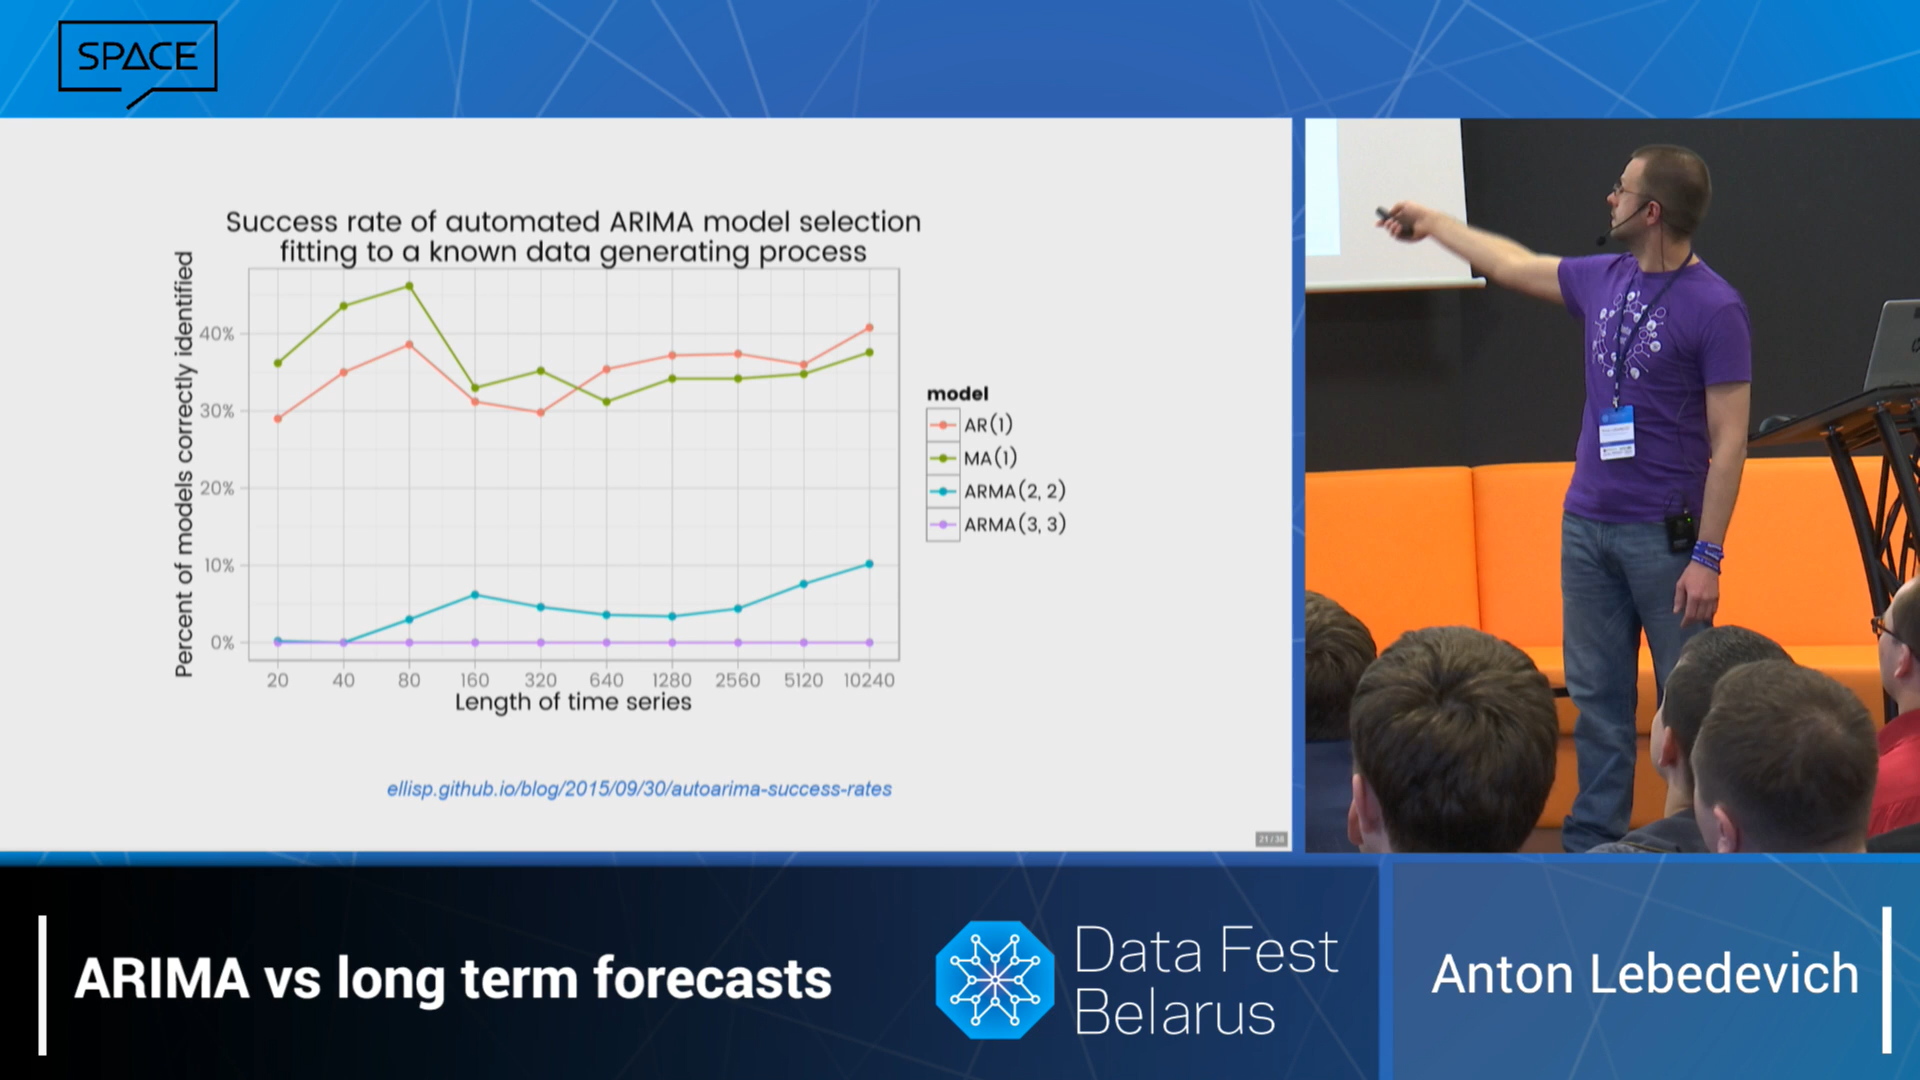 SPACE
Success rate of automated ARIMA model selection
fitting to a known data generating process
Percent of models correctly identified
40%
30%
20%
10%
0%
20 40 80 160 320 640 1280 2560 5120 10240
Length of time series
model
AR(1)
MA(1)
ARMA(2, 2)
ARMA(3, 3)
ellisp.github.io/blog/2015/09/30/autoarima-success-rates
21 / 36
ARIMA vs long term forecasts
Data Fest
Belarus
Anton Lebedevich